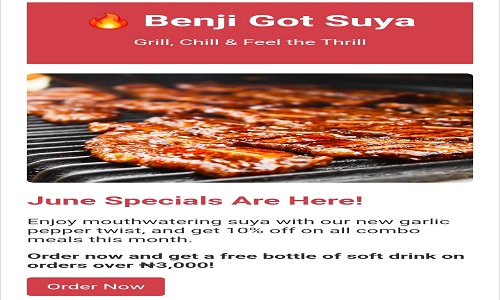 🔥 Benji Got Suya
Grill, Chill & Feel the Thrill
June Specials Are Here!
Enjoy mouthwatering suya with our new garlic
pepper twist, and get 10% off on all combo
meals this month.
Order now and get a free bottle of soft drink on
orders over ₦3,000!
Order Now